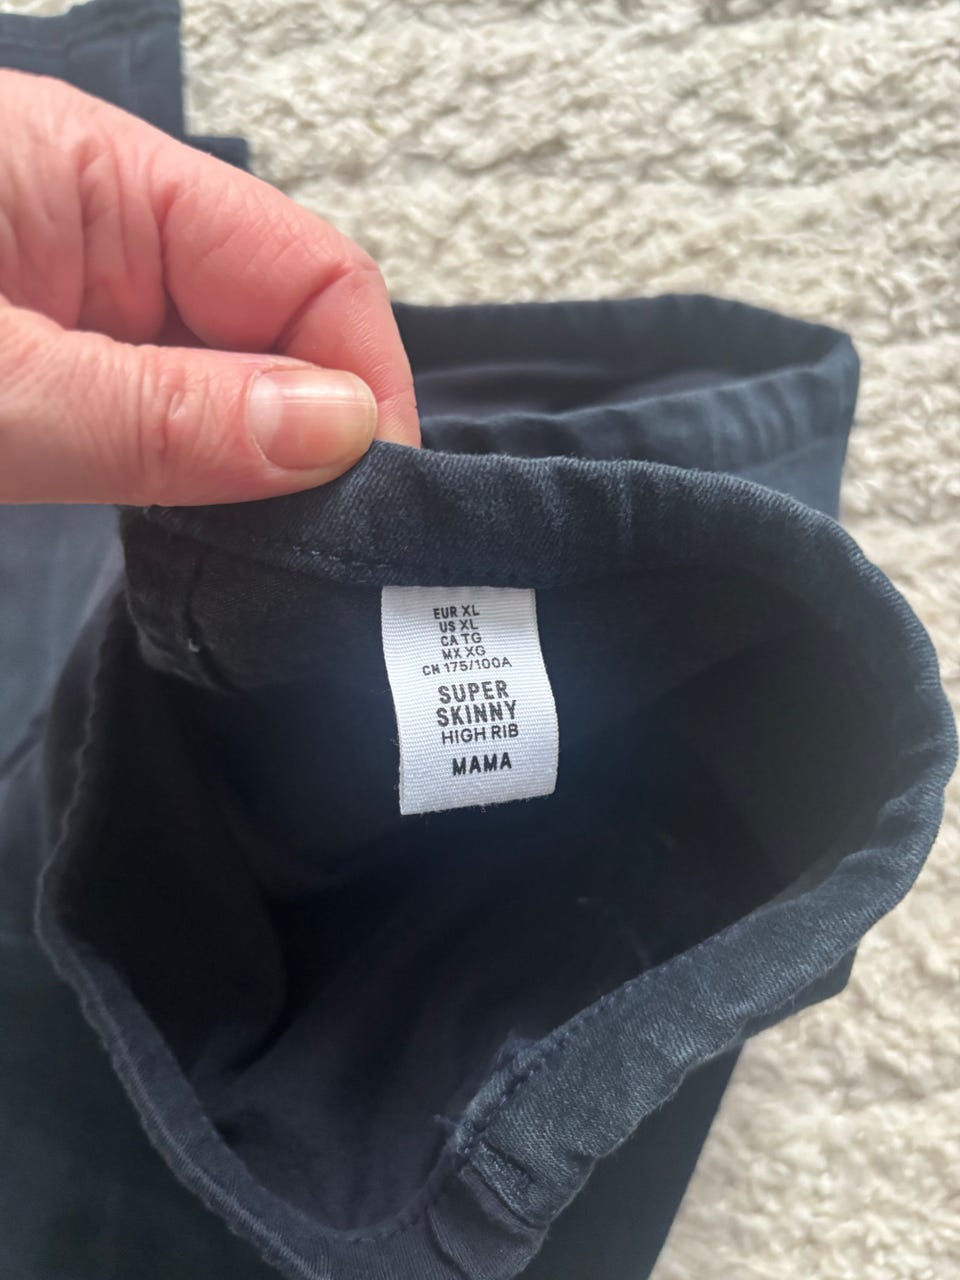 EUR XL
US XL
CA TG
MX XG
CN 175/100A
SUPER
SKINNY
HIGH RIB
MAMA